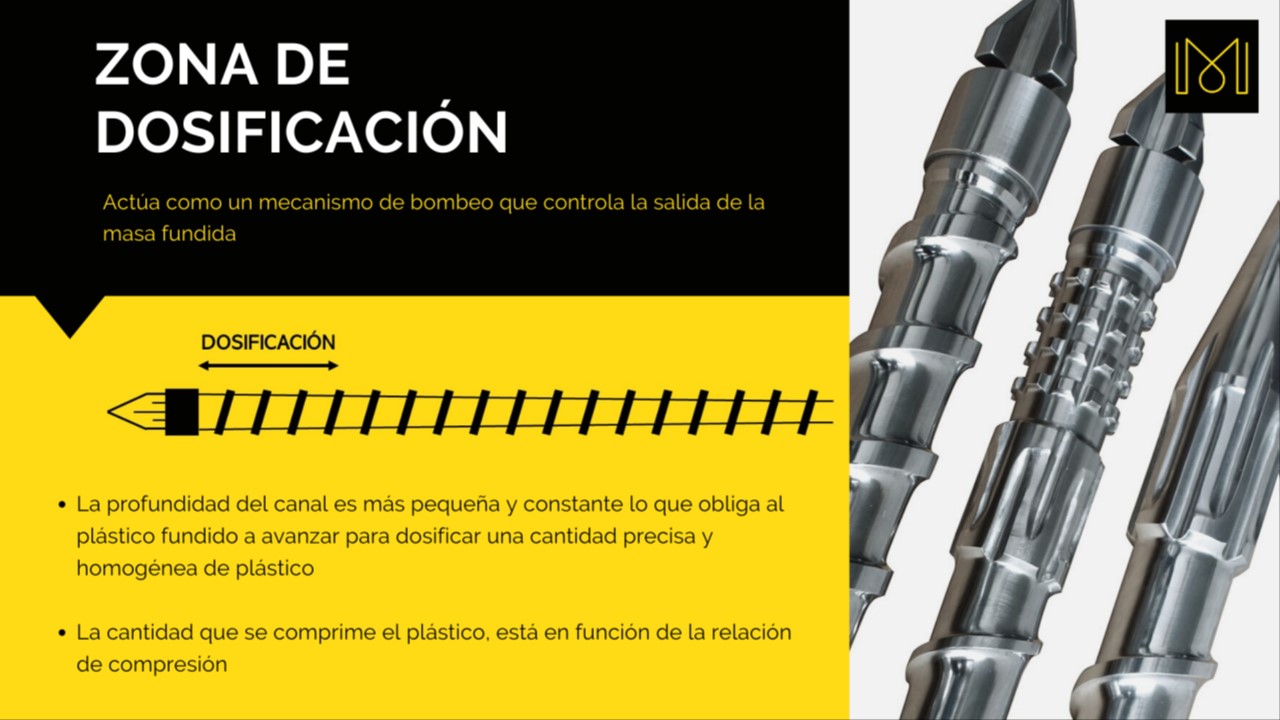 ZONA DE
DOSIFICACIÓN
Actúa como un mecanismo de bombeo que controla la salida de la
masa fundida
DOSIFICACIÓN
• La profundidad del canal es más pequeña y constante lo que obliga al
plástico fundido a avanzar para dosificar una cantidad precisa y
homogénea de plástico
• La cantidad que se comprime el plástico, está en función de la relación
de compresión